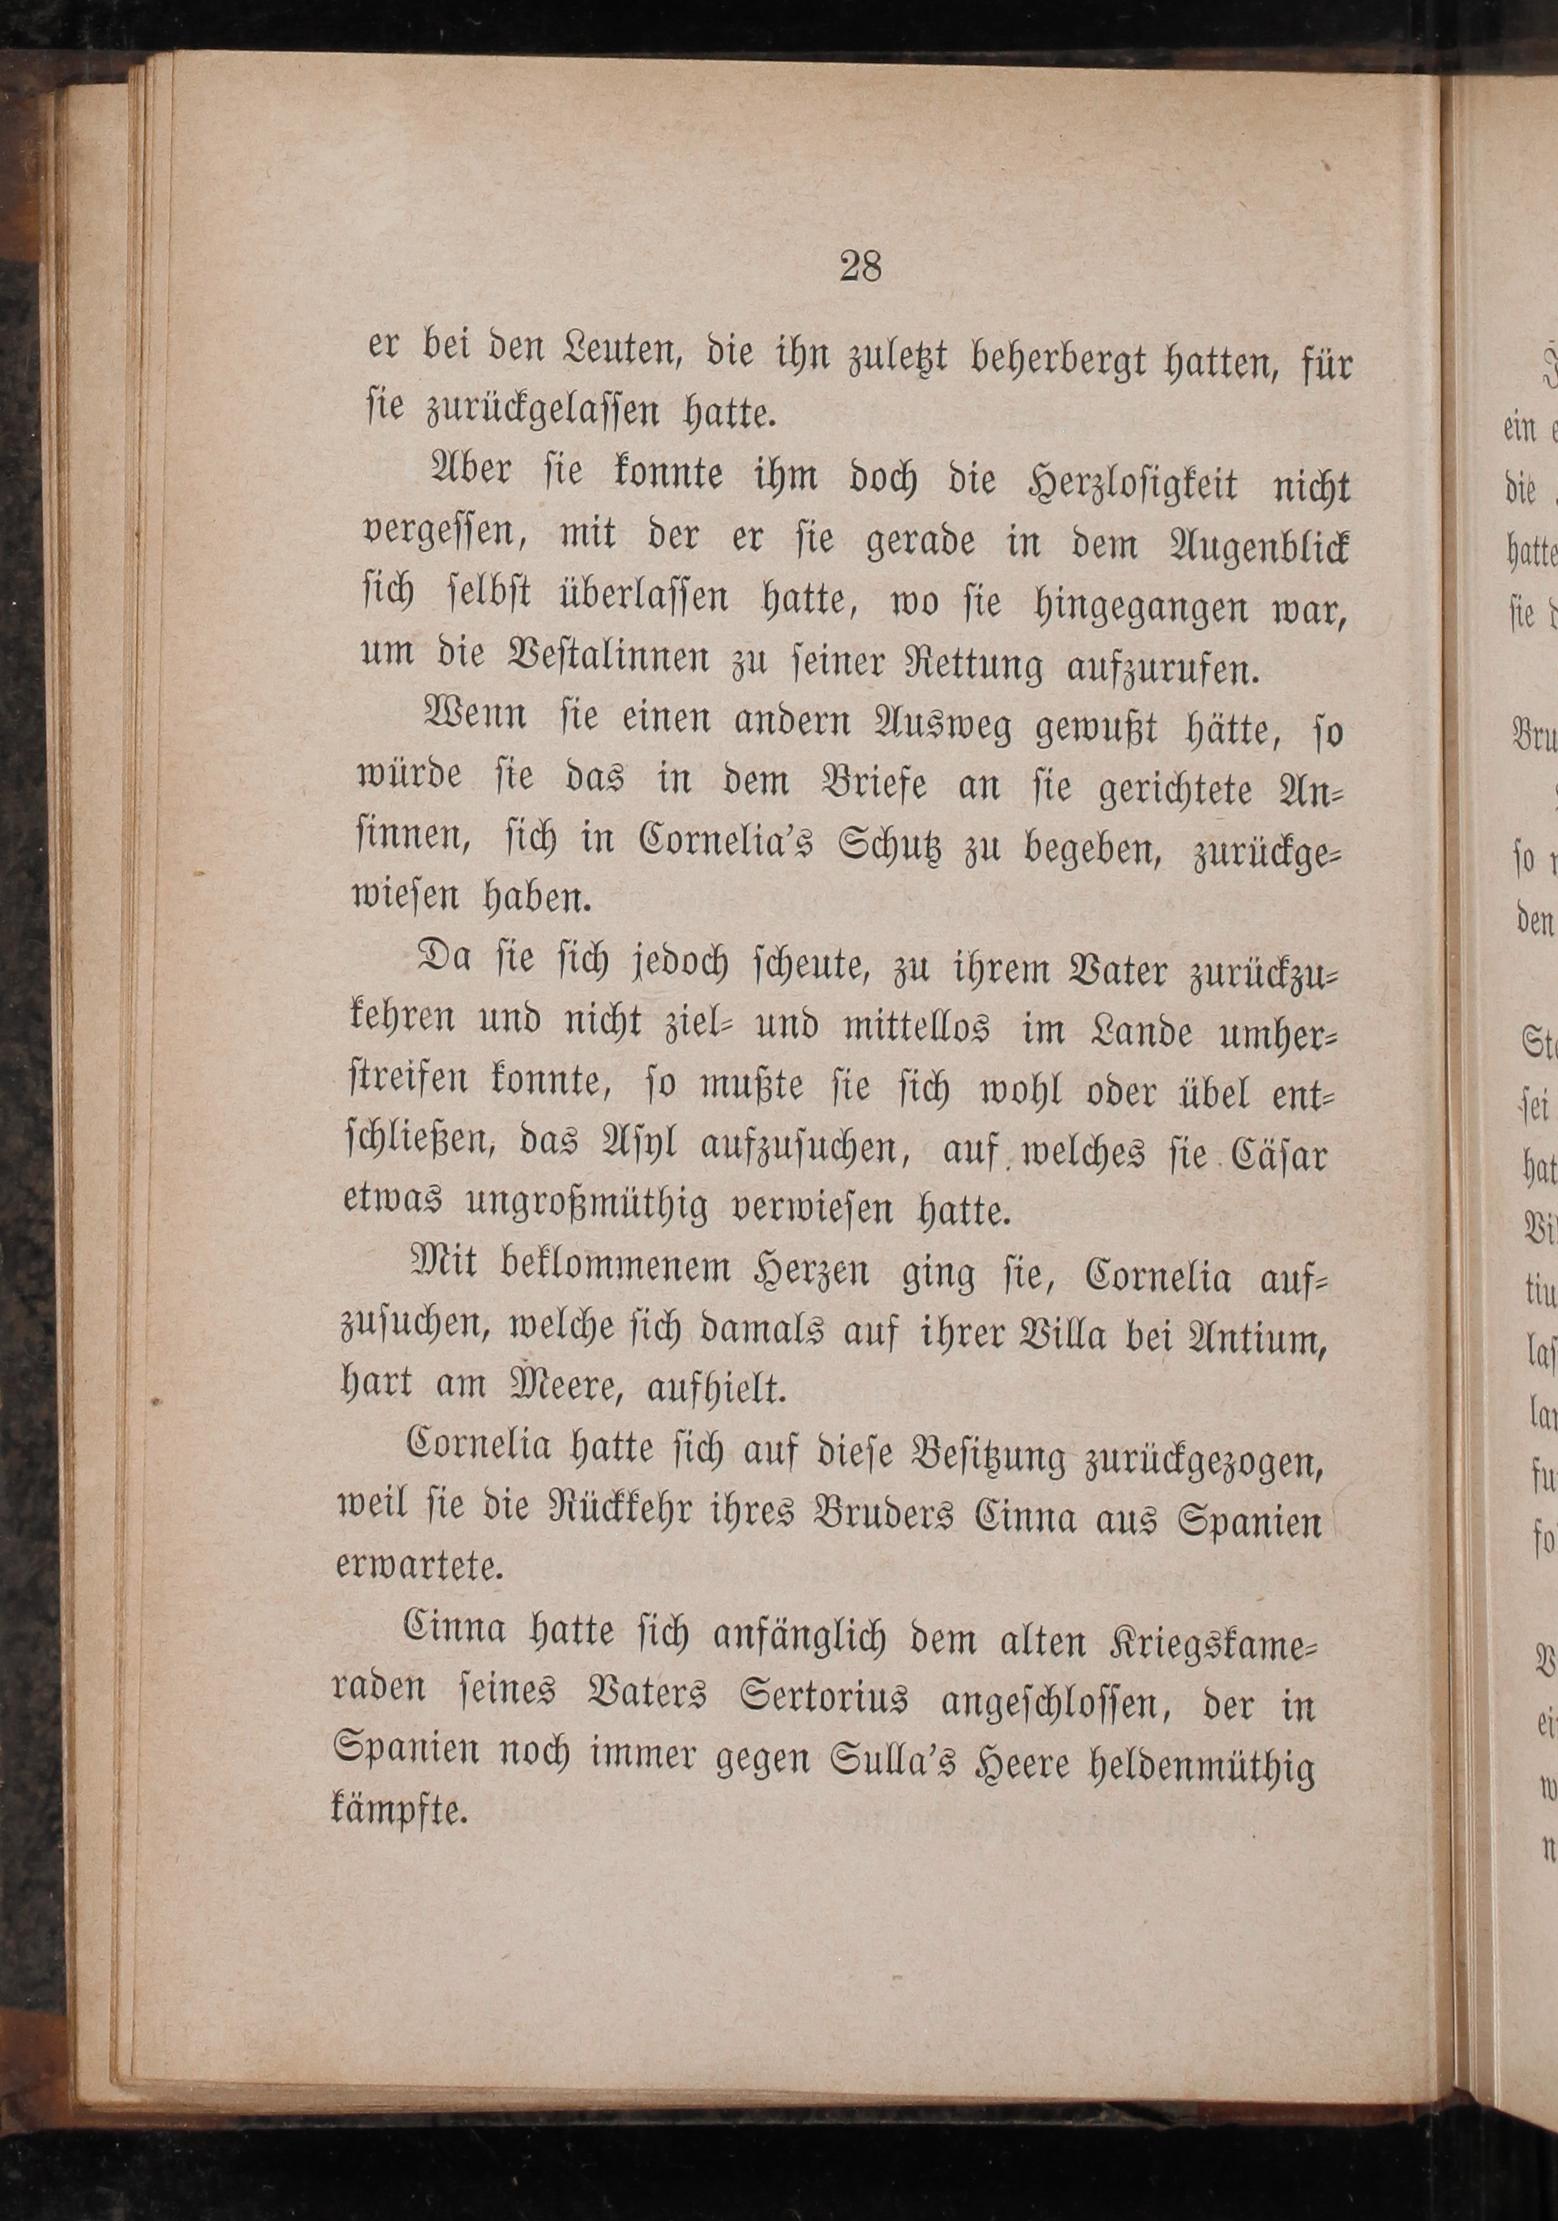 28
er bei den Leuten, die ihn zuletzt beherbergt hatten, für
sie zurückgelassen hatte.
Aber sie konnte ihm doch die Herzlosigkeit nicht
vergessen, mit der er sie gerade in dem Augenblick
sich selbst überlassen hatte, wo sie hingegangen war,
um die Vestalinnen zu seiner Rettung aufzurufen.
Wenn sie einen andern Ausweg gewußt hätte, so
würde sie das in dem Briefe an sie gerichtete An-
sinnen, sich in Cornelia's Schutz zu begeben, zurückge-
wiesen haben.
Da sie sich jedoch scheute, zu ihrem Vater zurückzu-
kehren und nicht ziel- und mittellos im Lande umher-
streifen konnte, so mußte sie sich wohl oder übel ent-
schließen, das Asyl aufzusuchen, auf welches sie Cäsar
etwas ungroßmüthig verwiesen hatte.
Mit beklommenem Herzen ging sie, Cornelia auf-
zusuchen, welche sich damals auf ihrer Villa bei Antium,
hart am Meere, aufhielt.
Cornelia hatte sich auf diese Besitzung zurückgezogen,
weil sie die Rückkehr ihres Bruders Cinna aus Spanien
erwartete.
Cinna hatte sich anfänglich dem alten Kriegskame-
raden seines Vaters Sertorius angeschlossen, der in
Spanien noch immer gegen Sulla's Heere heldenmüthig
kämpfte.
ein
die
hatte
sie
so
den
sei